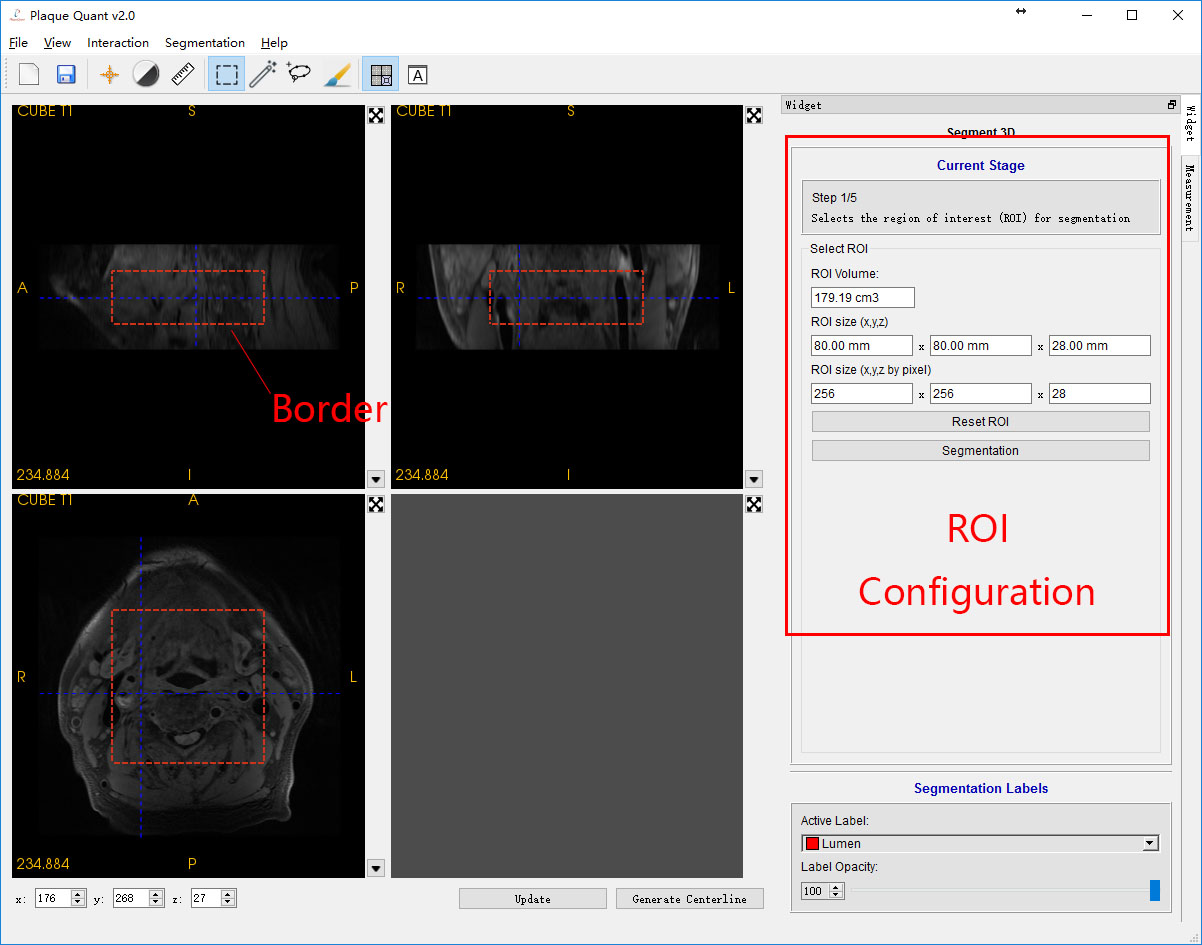 Plaque Quant v2.0
File View Interaction Segmentation Help
A
CUBE T1 S
A P
Border
234.884 I
CUBE T1 S
R L
234.884 I
CUBE T1 A
R L
234.884 P
x: 176 y: 268 z: 27
Update Generate Centerline
Widget
Widget
Measurement
Segment 3D
Current Stage
Step 1/5
Selects the region of interest (ROI) for segmentation
Select ROI
ROI Volume:
179.19 cm3
ROI size (x,y,z)
80.00 mm x 80.00 mm x 28.00 mm
ROI size (x,y,z by pixel)
256 x 256 x 28
Reset ROI
Segmentation
ROI
Configuration
Segmentation Labels
Active Label:
Lumen
Label Opacity:
100